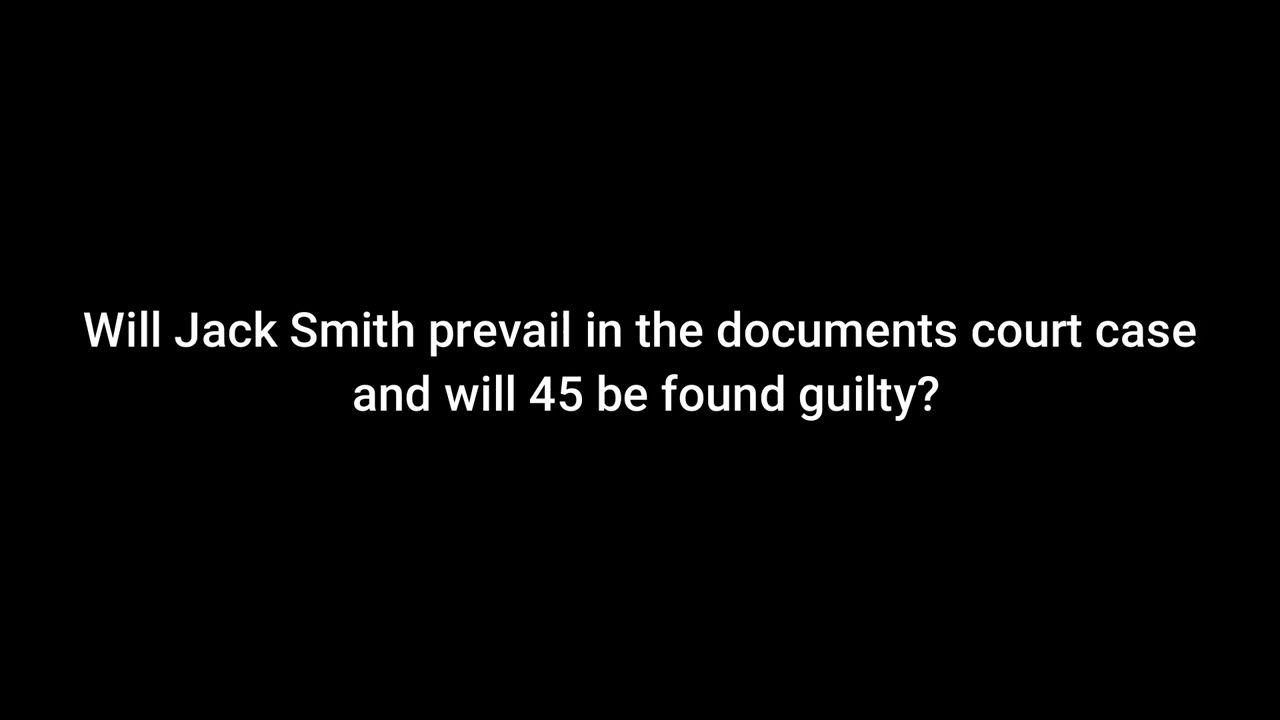 Will Jack Smith prevail in the documents court case
and will 45 be found guilty?